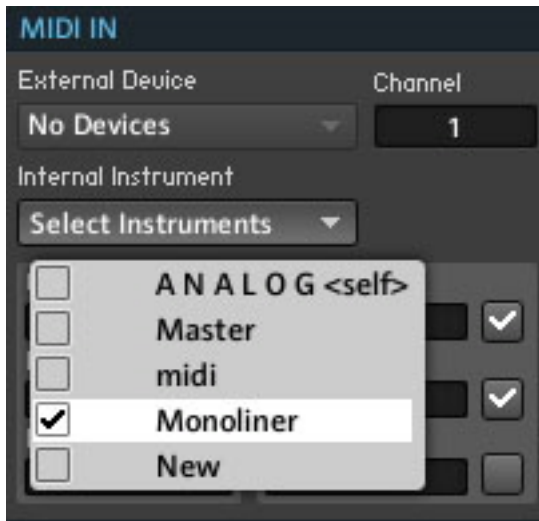 MIDI IN
External Device Channel
No Devices 1
Internal Instrument
Select Instruments
A N A L O G <self>
Master
midi
Monoliner
New